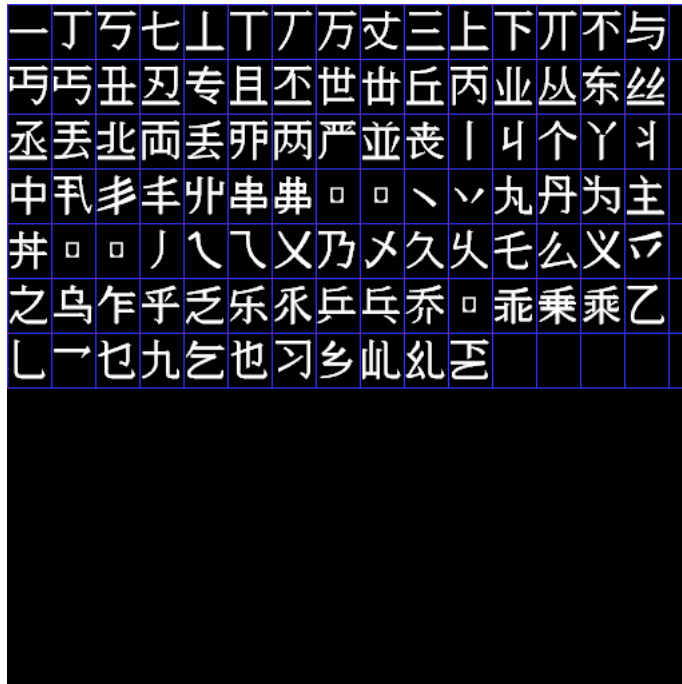 一丁丂七丄丅丆万丈三上下丌不与
丏丐丑丒专且丕世丗丘丙业丛东丝
丞丟丠両丢丣两严並丧丨丩个丫丬
中丮丯丰丱串丳▯▯丶丷丸丹为主
丼▯▯丿乀乁乂乃乄久乆乇么义乊
之乌乍乎乏乐乑乒乓乔▯乖乗乘乙
乚乛乜九乞也习乡乢乣乤